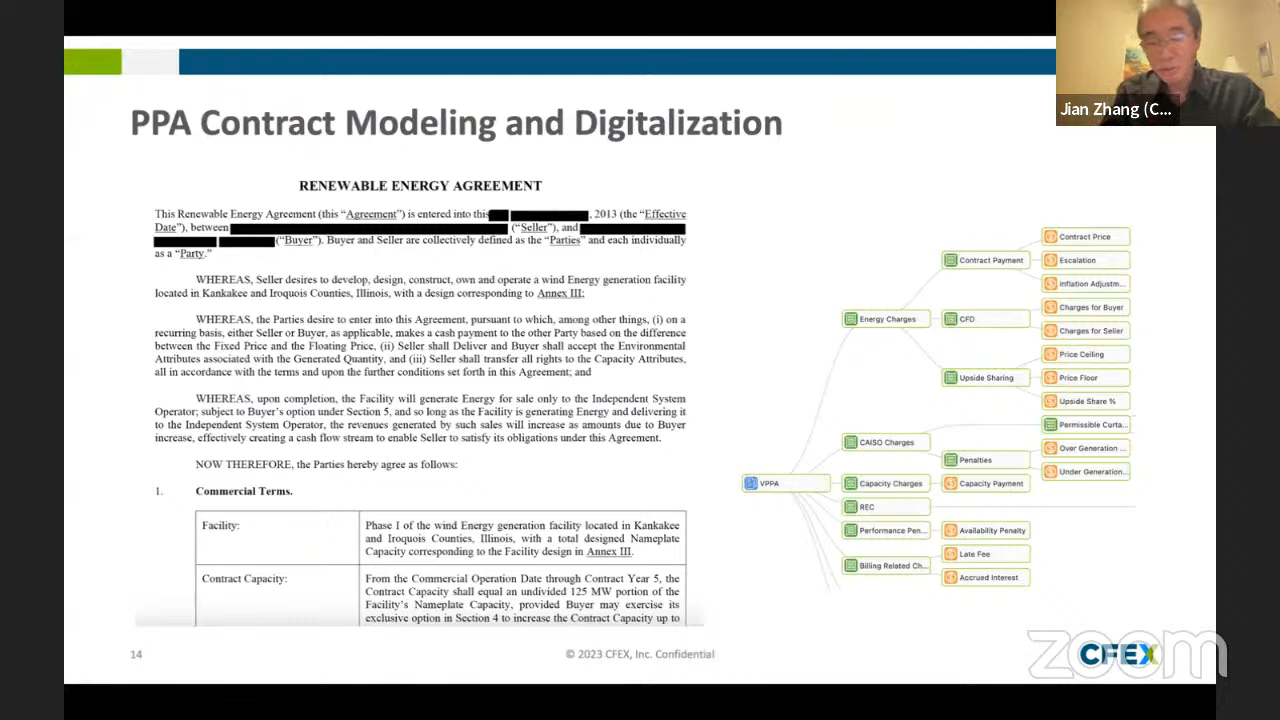 Jian Zhang (C...
PPA Contract Modeling and Digitalization
RENEWABLE ENERGY AGREEMENT
This Renewable Energy Agreement (this “Agreement”) is entered into this , 2013 (the “Effective
Date”), between (“Seller”), and
(“Buyer”). Buyer and Seller are collectively defined as the “Parties” and each individually
as a “Party.”
WHEREAS, Seller desires to develop, design, construct, own and operate a wind Energy generation facility
located in Kankakee and Iroquois Counties, Illinois, with a design corresponding to Annex III;
WHEREAS, the Parties desire to enter into this Agreement, pursuant to which, among other things, (i) on a
recurring basis, either Seller or Buyer, as applicable, makes a cash payment to the other Party based on the difference
between the Fixed Price and the Floating Price, (ii) Seller shall Deliver and Buyer shall accept the Environmental
Attributes associated with the Generated Quantity, and (iii) Seller shall transfer all rights to the Capacity Attributes,
all in accordance with the terms and upon the further conditions set forth in this Agreement; and
WHEREAS, upon completion, the Facility will generate Energy for sale only to the Independent System
Operator; subject to Buyer’s option under Section 5, and so long as the Facility is generating Energy and delivering it
to the Independent System Operator, the revenues generated by such sales will increase as amounts due to Buyer
increase, effectively creating a cash flow stream to enable Seller to satisfy its obligations under this Agreement.
NOW THEREFORE, the Parties hereby agree as follows:
1. Commercial Terms.
Facility:
Phase I of the wind Energy generation facility located in Kankakee
and Iroquois Counties, Illinois, with a total designed Nameplate
Capacity corresponding to the Facility design in Annex III.
Contract Capacity:
From the Commercial Operation Date through Contract Year 5, the
Contract Capacity shall equal an undivided 125 MW portion of the
Facility’s Nameplate Capacity, provided Buyer may exercise its
exclusive option in Section 4 to increase the Contract Capacity up to
VPPA
Energy Charges
Contract Payment
Contract Price
Escalation
Inflation Adjustm...
CFD
Charges for Buyer
Charges for Seller
Upside Sharing
Price Ceiling
Price Floor
Upside Share %
CAISO Charges
Permissible Curta...
Penalties
Over Generation ...
Under Generation...
Capacity Charges
Capacity Payment
REC
Performance Pen...
Availability Penalty
Billing Related Ch...
Late Fee
Accrued Interest
14
© 2023 CFEX, Inc. Confidential
CFEX
zoom